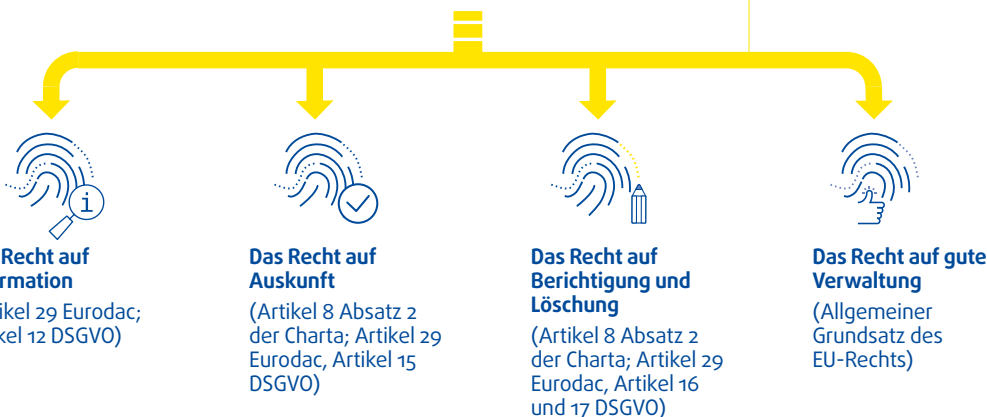 Recht auf
rmation
ikel 29 Eurodac;
kel 12 DSGVO)
Das Recht auf
Auskunft
(Artikel 8 Absatz 2
der Charta; Artikel 29
Eurodac, Artikel 15
DSGVO)
Das Recht auf
Berichtigung und
Löschung
(Artikel 8 Absatz 2
der Charta; Artikel 29
Eurodac, Artikel 16
und 17 DSGVO)
Das Recht auf gute
Verwaltung
(Allgemeiner
Grundsatz des
EU-Rechts)